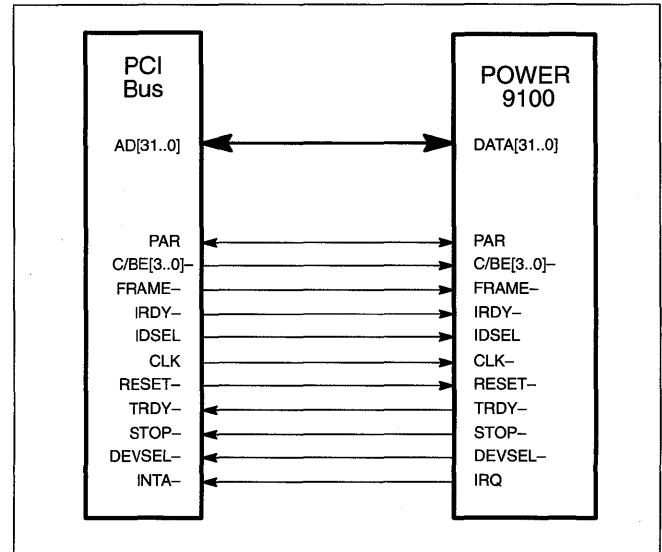 PCI
Bus
POWER
9100
AD[31..0] DATA[31..0]
PAR PAR
C/BE[3..0]– C/BE[3..0]–
FRAME– FRAME–
IRDY– IRDY–
IDSEL IDSEL
CLK CLK–
RESET– RESET–
TRDY– TRDY–
STOP– STOP–
DEVSEL– DEVSEL–
INTA– IRQ